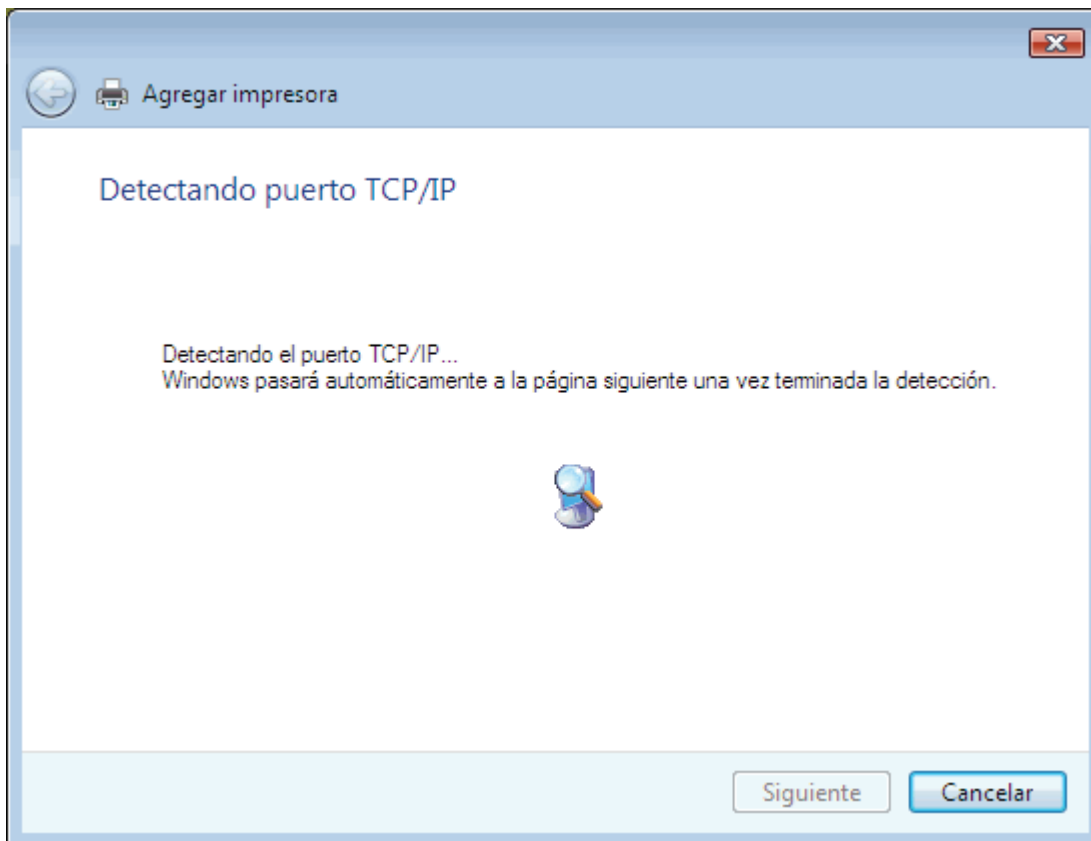 Agregar impresora
Detectando puerto TCP/IP
Detectando el puerto TCP/IP...
Windows pasará automáticamente a la página siguiente una vez terminada la detección.
Siguiente
Cancelar